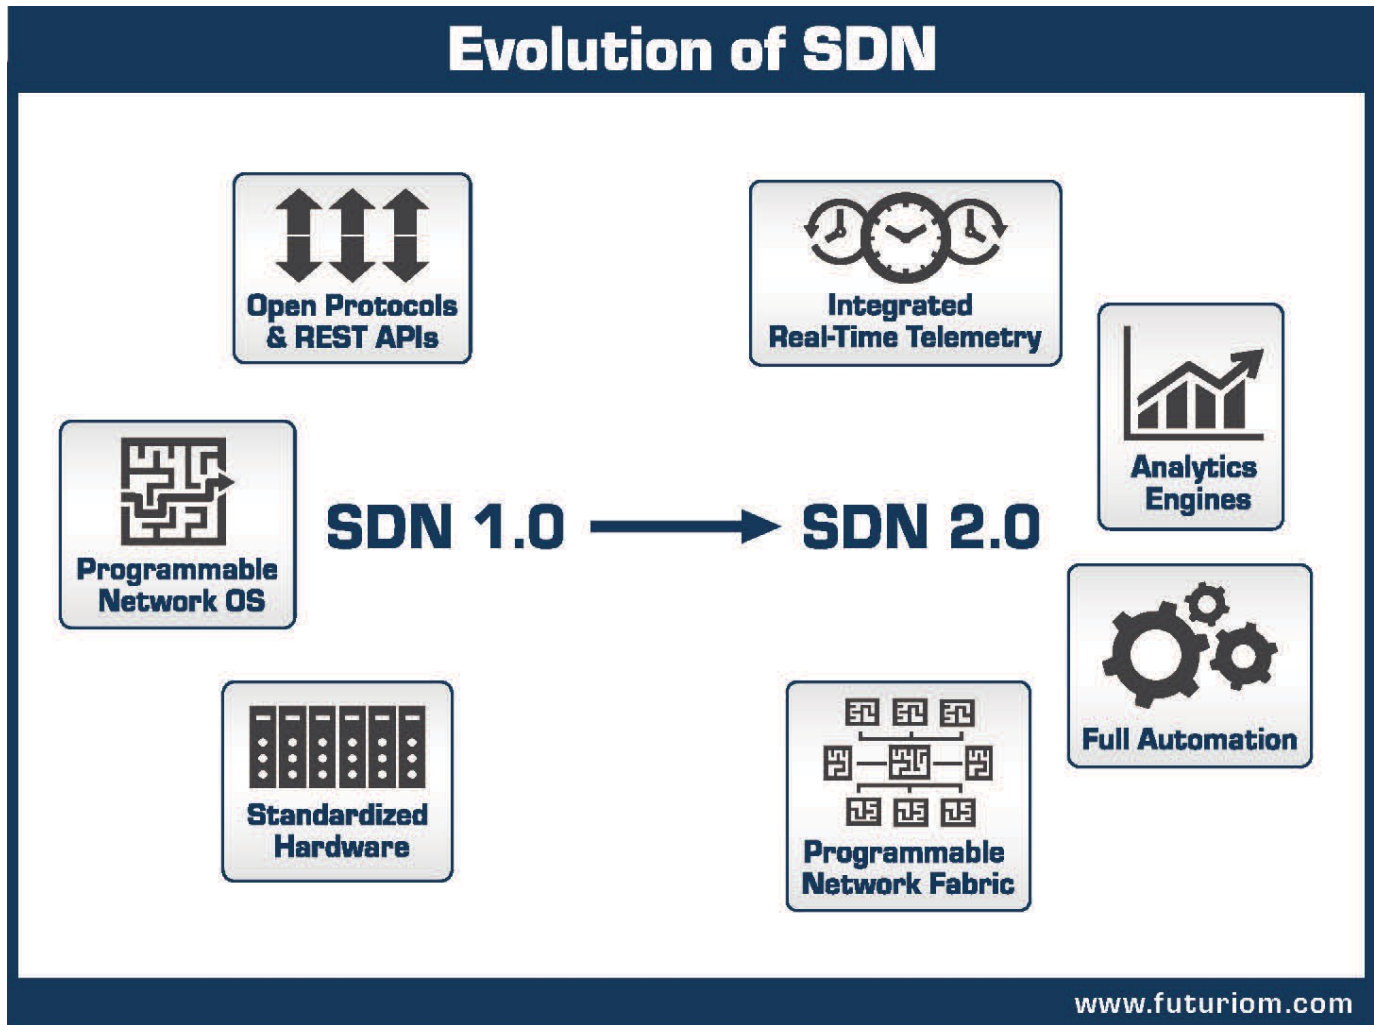 Evolution of SDN
Open Protocols
& REST APIs
Programmable
Network OS
Standardized
Hardware
SDN 1.0
SDN 2.0
Integrated
Real-Time Telemetry
Analytics
Engines
Full Automation
Programmable
Network Fabric
www.futuriom.com